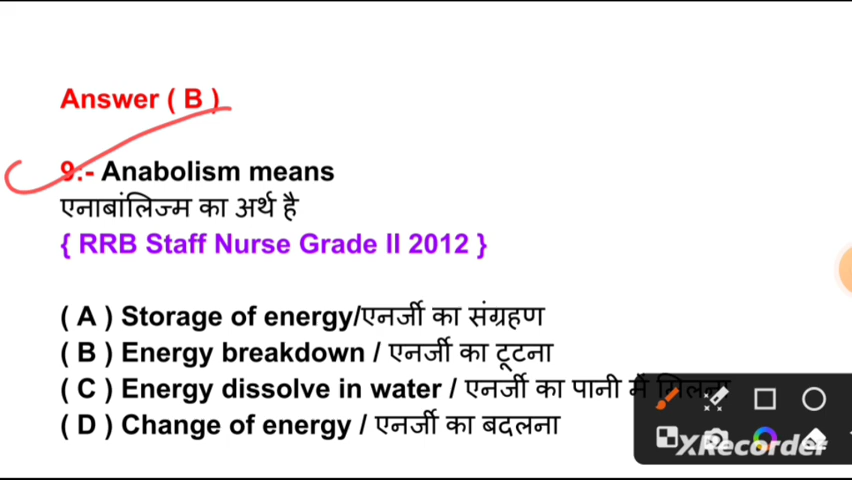 Answer ( B )
9:- Anabolism means
एनाबांलिज्म का अर्थ है
{ RRB Staff Nurse Grade II 2012 }
( A ) Storage of energy/एनर्जी का संग्रहण
( B ) Energy breakdown / एनर्जी का टूटना
( C ) Energy dissolve in water / एनर्जी का पानी में मिलना
( D ) Change of energy / एनर्जी का बदलना
XRecorder